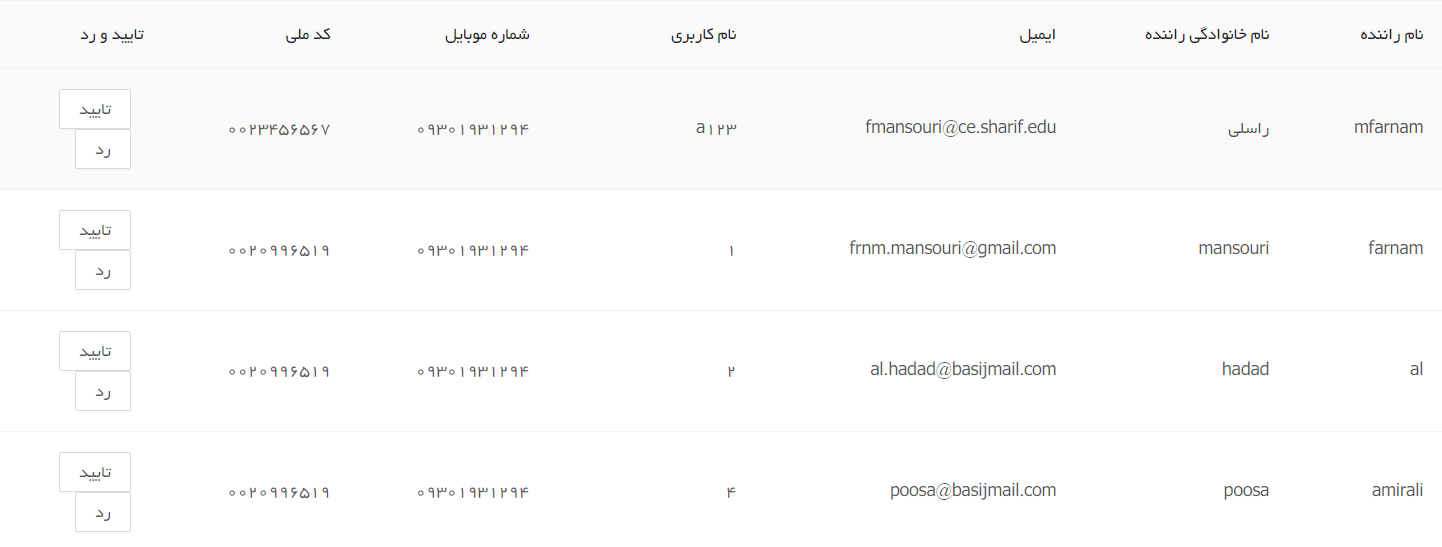 نام راننده نام خانوادگی راننده ایمیل نام کاربری شماره موبایل کد ملی تایید و رد
mfarnam راسلی fmansouri@ce.sharif.edu a۱۲۳ ۰۹۳۰۱۹۳۱۲۹۴ ۰۰۲۳۴۵۶۵۶۷ تایید
رد
farnam mansouri frnm.mansouri@gmail.com ۱ ۰۹۳۰۱۹۳۱۲۹۴ ۰۰۲۰۹۹۶۵۱۹ تایید
رد
al hadad al.hadad@basijmail.com ۲ ۰۹۳۰۱۹۳۱۲۹۴ ۰۰۲۰۹۹۶۵۱۹ تایید
رد
amirali poosa poosa@basijmail.com ۴ ۰۹۳۰۱۹۳۱۲۹۴ ۰۰۲۰۹۹۶۵۱۹ تایید
رد